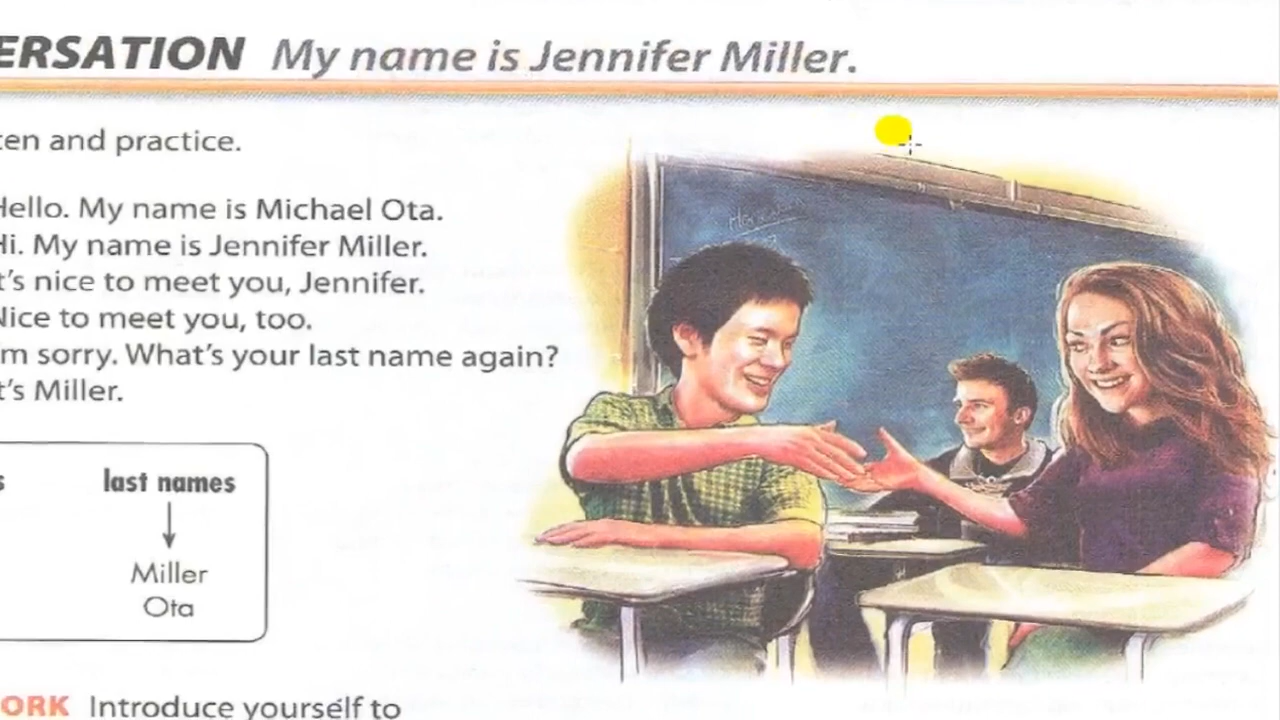 ERSATION My name is Jennifer Miller.
ten and practice.
Hello. My name is Michael Ota.
Hi. My name is Jennifer Miller.
t's nice to meet you, Jennifer.
Nice to meet you, too.
'm sorry. What's your last name again?
t's Miller.
s last names
Miller
Ota
ORK Introduce yourself to